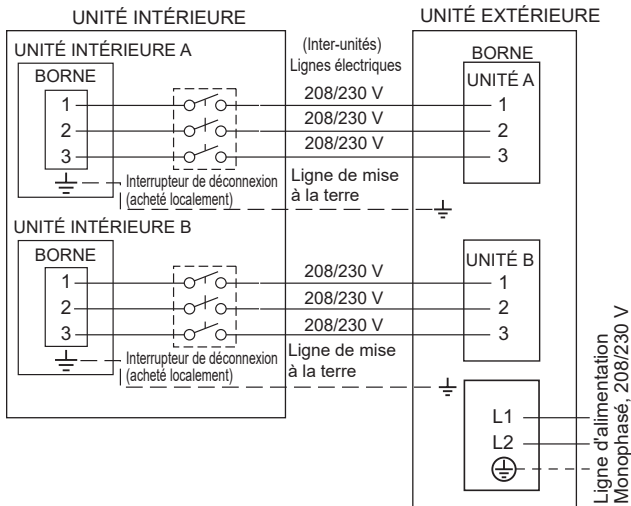 UNITÉ INTÉRIEURE
UNITÉ EXTÉRIEURE
UNITÉ INTÉRIEURE A
BORNE
1
2
3
(Inter-unités)
Lignes électriques
208/230 V
208/230 V
208/230 V
BORNE
UNITÉ A
1
2
3
Interrupteur de déconnexion
(acheté localement)
Ligne de mise
à la terre
UNITÉ INTÉRIEURE B
BORNE
1
2
3
208/230 V
208/230 V
208/230 V
UNITÉ B
1
2
3
Interrupteur de déconnexion
(acheté localement)
Ligne de mise
à la terre
L1
L2
Ligne d'alimentation
Monophasé, 208/230 V